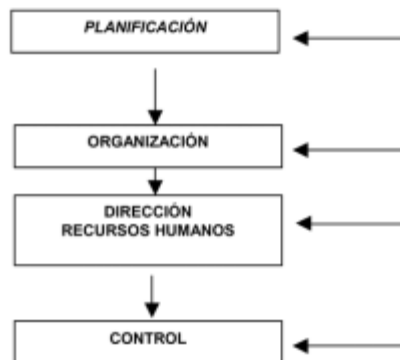 PLANIFICACIÓN
ORGANIZACIÓN
DIRECCIÓN
RECURSOS HUMANOS
CONTROL